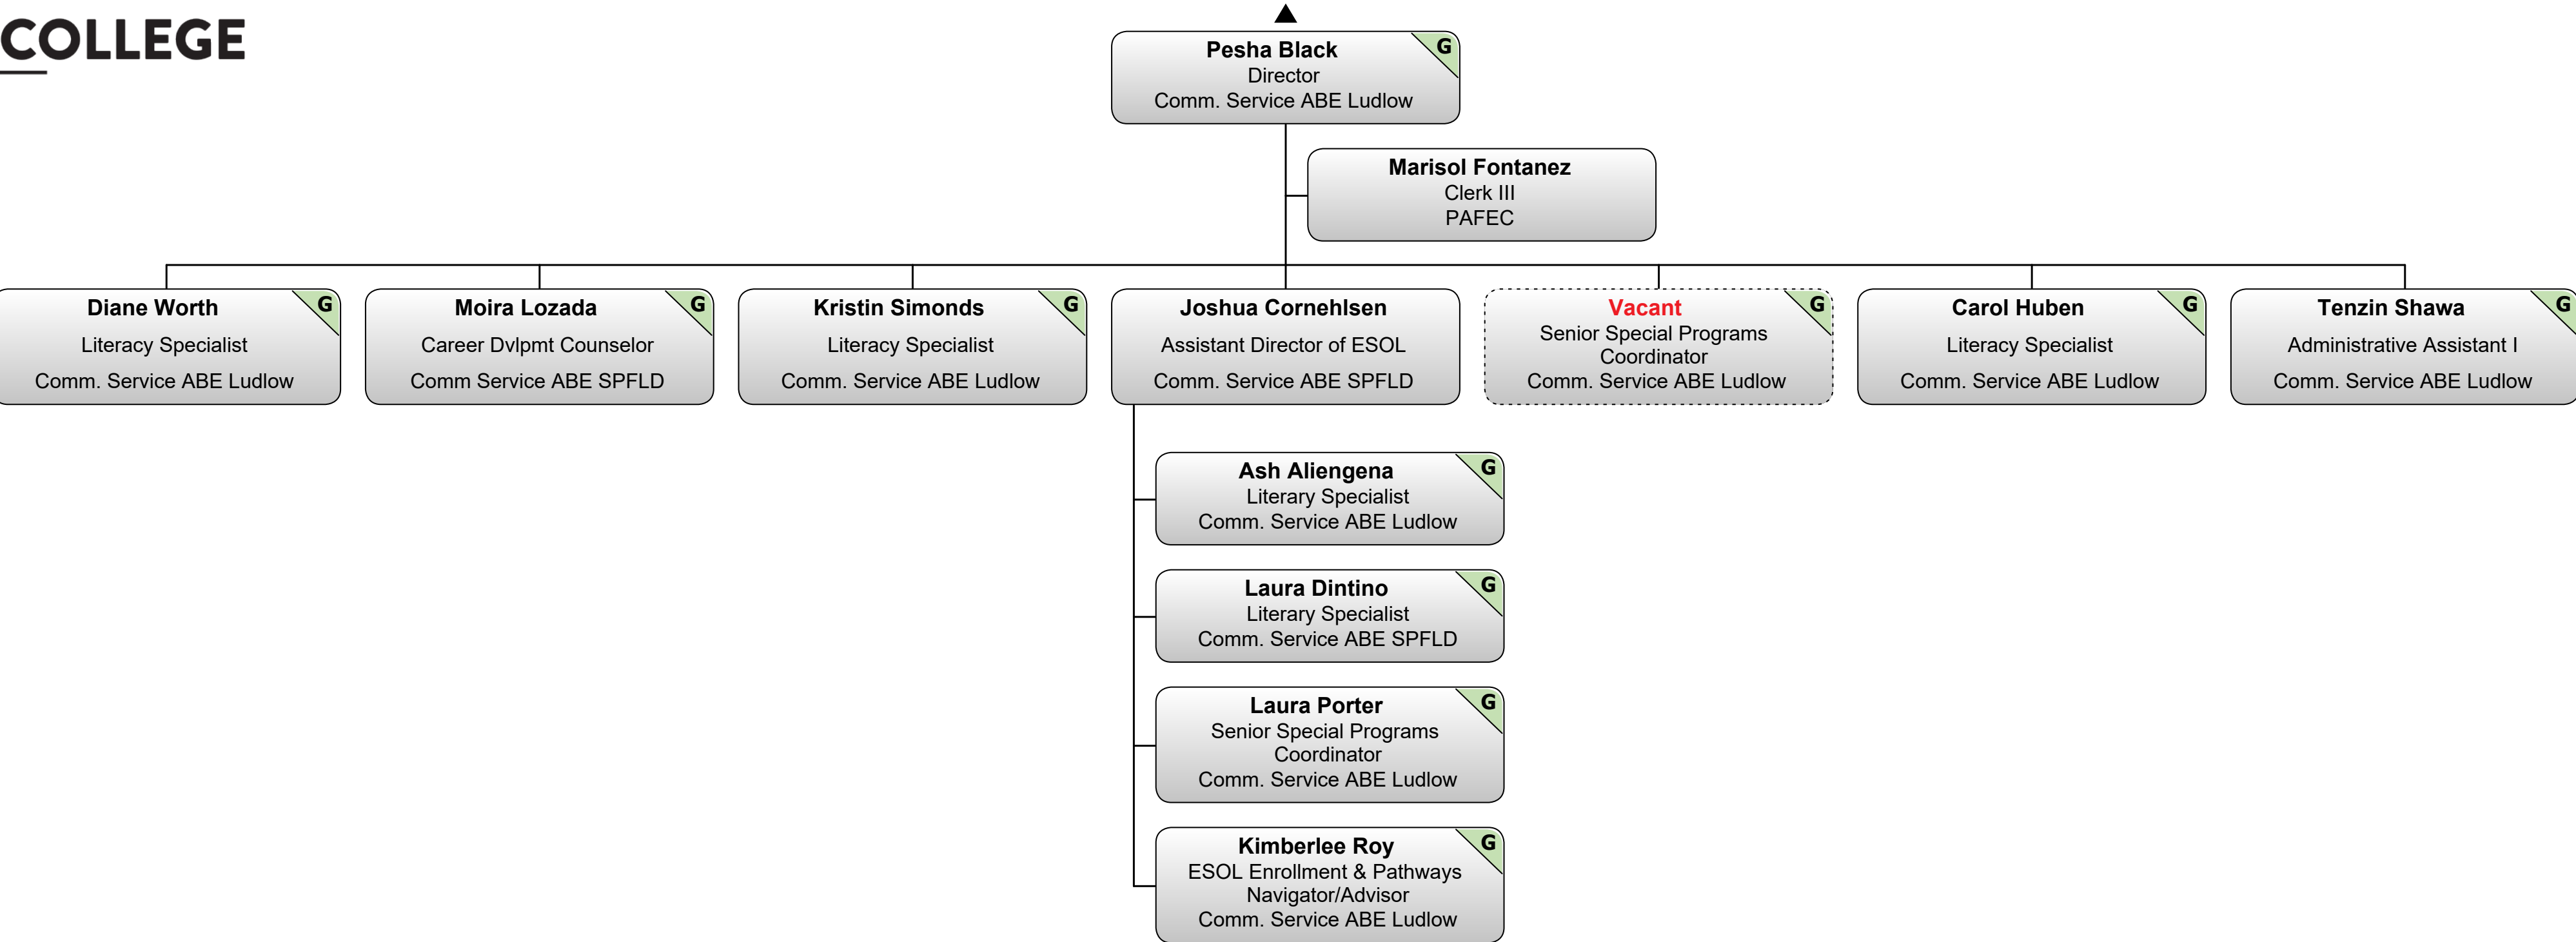 COLLEGE
Pesha Black
G
Director
Comm. Service ABE Ludlow
Marisol Fontanez
Clerk III
PAFEC
Diane Worth
G
Literacy Specialist
Comm. Service ABE Ludlow
Moira Lozada
G
Career Dvlpmt Counselor
Comm Service ABE SPFLD
Kristin Simonds
G
Literacy Specialist
Comm. Service ABE Ludlow
Joshua Cornehlsen
Assistant Director of ESOL
Comm. Service ABE SPFLD
Vacant
G
Senior Special Programs
Coordinator
Comm. Service ABE Ludlow
Carol Huben
G
Literacy Specialist
Comm. Service ABE Ludlow
Tenzin Shawa
G
Administrative Assistant I
Comm. Service ABE Ludlow
Ash Aliengena
G
Literary Specialist
Comm. Service ABE Ludlow
Laura Dintino
G
Literary Specialist
Comm. Service ABE SPFLD
Laura Porter
G
Senior Special Programs
Coordinator
Comm. Service ABE Ludlow
Kimberlee Roy
G
ESOL Enrollment & Pathways
Navigator/Advisor
Comm. Service ABE Ludlow